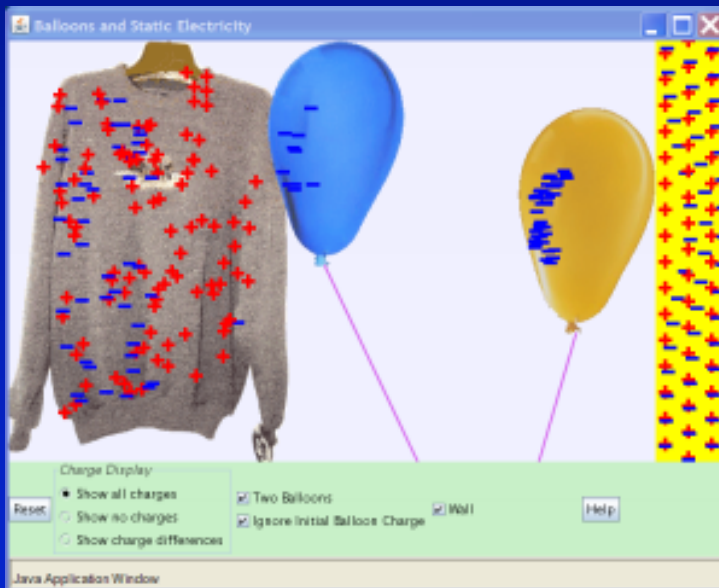 Balloons and Static Electricity
Charge Display
Show all charges
Show no charges
Show charge differences
Two Balloons
Ignore Initial Balloon Charge
Wall
Reset
Help
Java Application Window